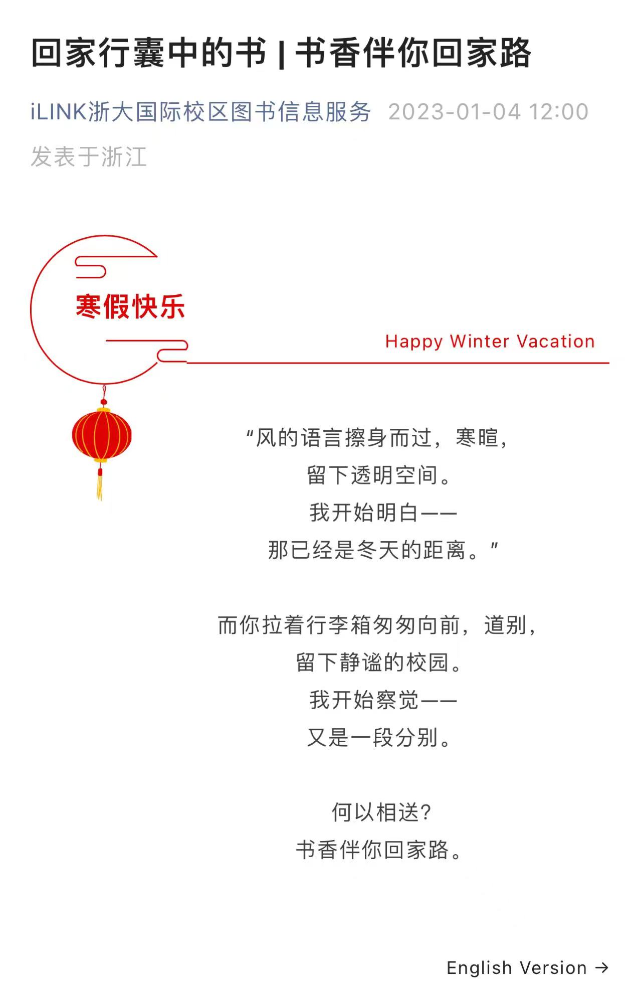 回家行囊中的书 | 书香伴你回家路
iLINK浙大国际校区图书信息服务 2023-01-04 12:00
发表于浙江
寒假快乐
Happy Winter Vacation
“风的语言擦身而过，寒暄，
留下透明空间。
我开始明白——
那已经是冬天的距离。”
而你拉着行李箱匆匆向前，道别，
留下静谧的校园。
我开始察觉——
又是一段分别。
何以相送？
书香伴你回家路。
English Version →